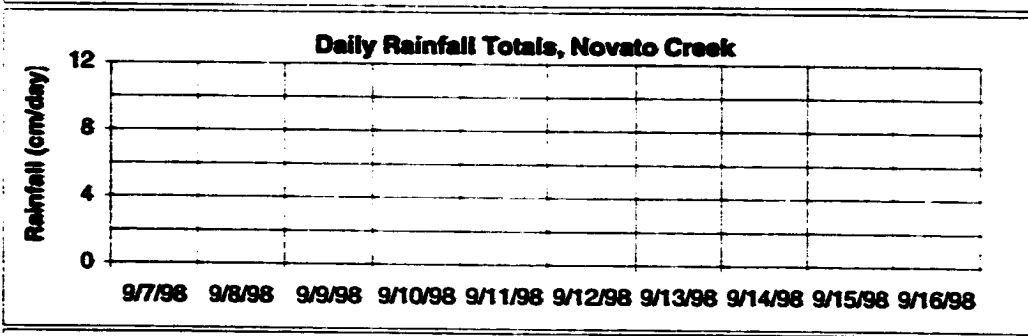 Daily Rainfall Totals, Novato Creek
12
8
4
0
Rainfall (cm/day)
9/7/98 9/8/98 9/9/98 9/10/98 9/11/98 9/12/98 9/13/98 9/14/98 9/15/98 9/16/98